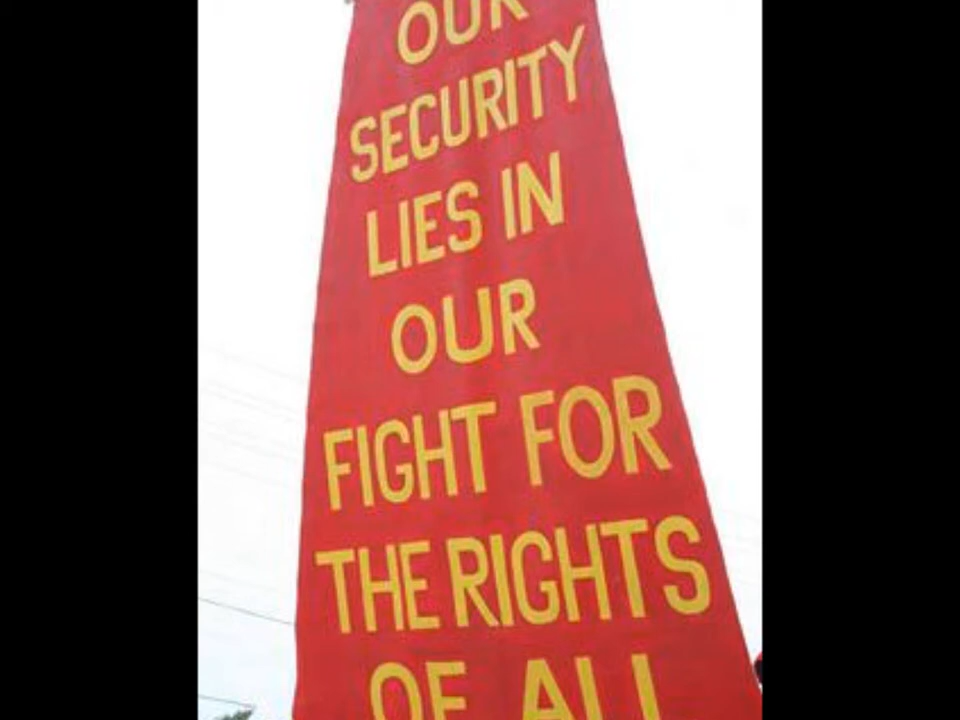 OUR
SECURITY
LIES IN
OUR
FIGHT FOR
THE RIGHTS
OF ALL